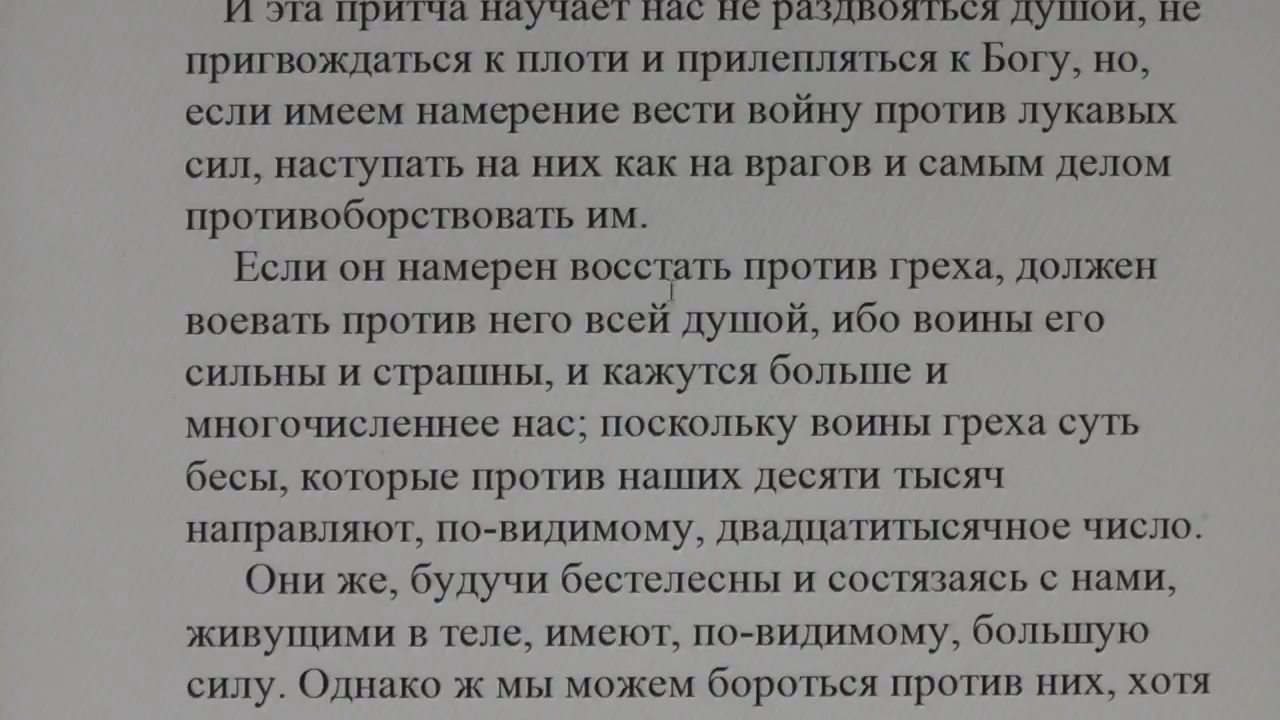 И эта притча научает нас не раздвояться душой, не
пригвождаться к плоти и прилепляться к Богу, но,
если имеем намерение вести войну против лукавых
сил, наступать на них как на врагов и самым делом
противоборствовать им.
Если он намерен восстать против греха, должен
воевать против него всей душой, ибо воины его
сильны и страшны, и кажутся больше и
многочисленнее нас; поскольку воины греха суть
бесы, которые против наших десяти тысяч
направляют, по-видимому, двадцатитысячное число.
Они же, будучи бестелесны и состязаясь с нами,
живущими в теле, имеют, по-видимому, большую
силу. Однако ж мы можем бороться против них, хотя